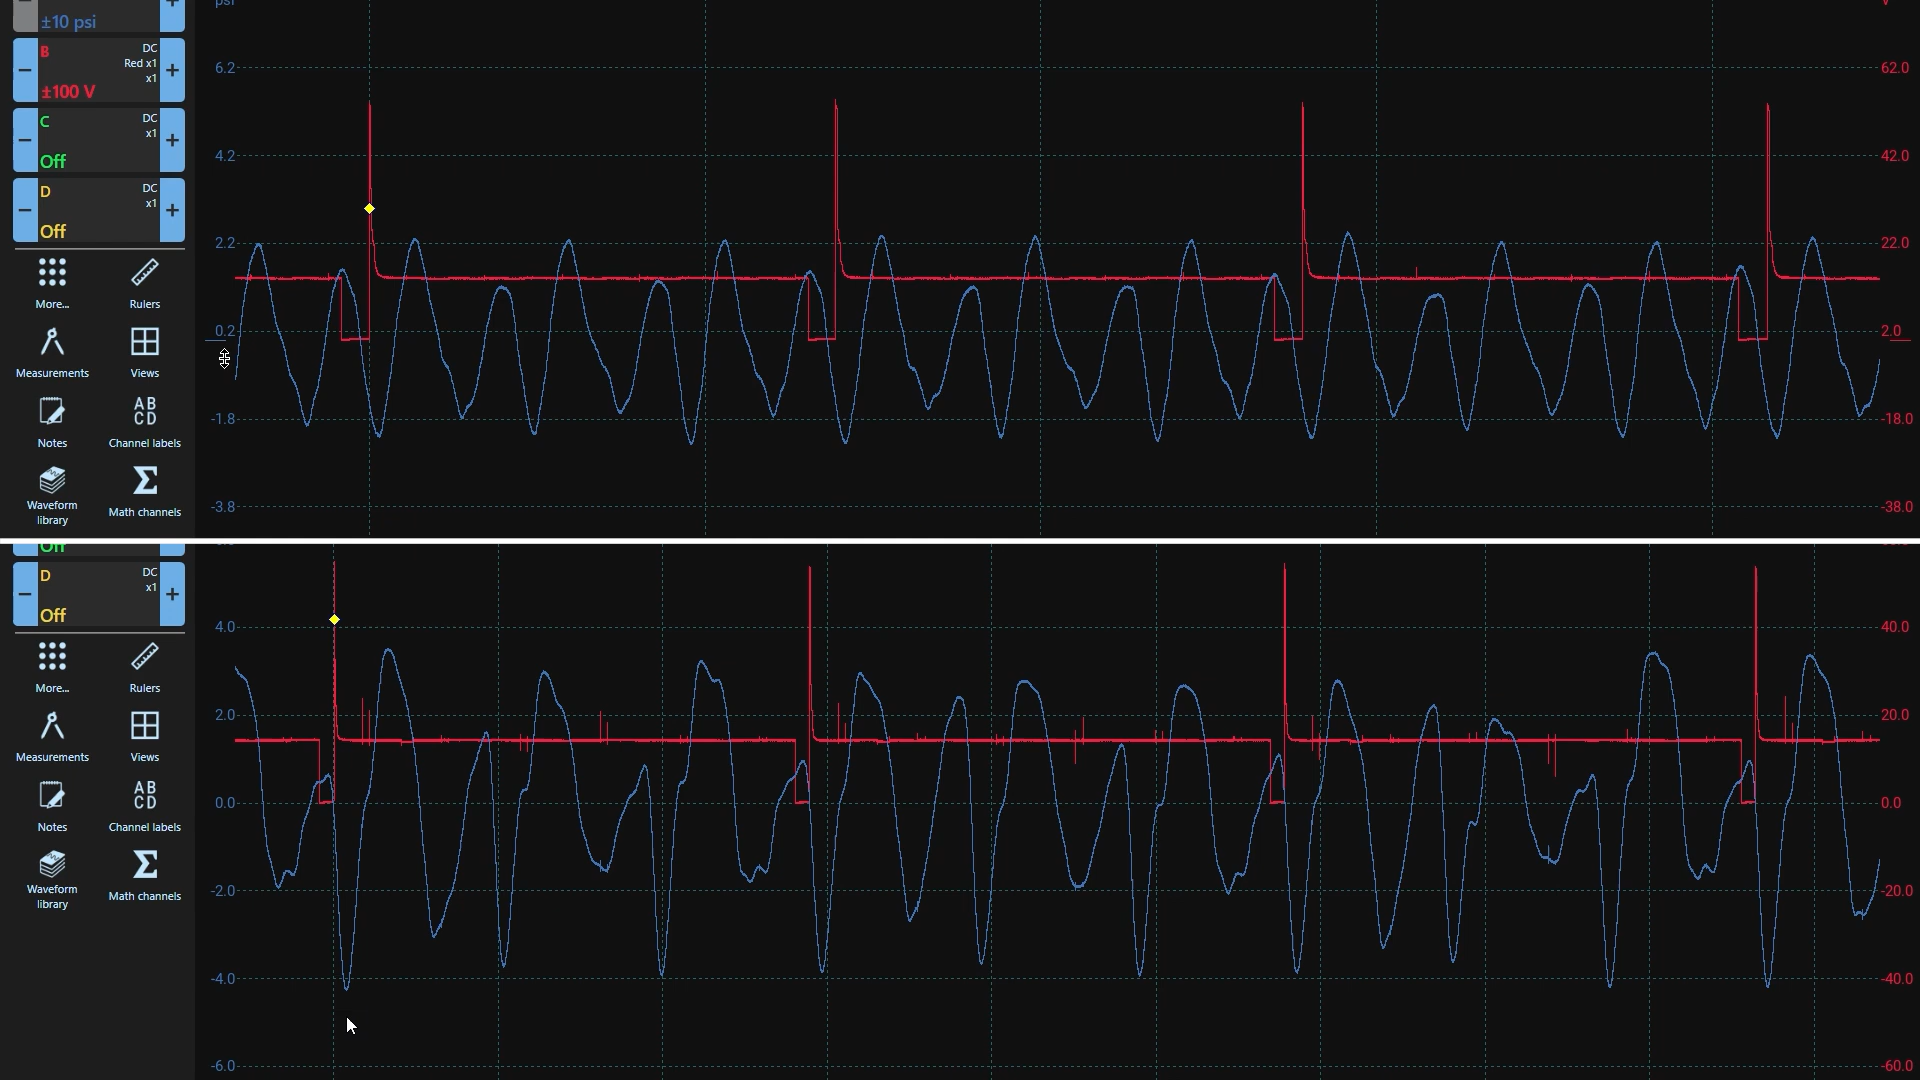 psi
±10 psi
B
DC
Red x1
x1
±100 V
C
DC
x1
Off
D
DC
x1
Off
More...
Rulers
Measurements
Views
Notes
AB
CD
Channel labels
Waveform
library
Math channels
6.2
4.2
2.2
0.2
-1.8
-3.8
V
62.0
42.0
22.0
2.0
-18.0
-38.0
Off
D
DC
x1
Off
More...
Rulers
Measurements
Views
Notes
AB
CD
Channel labels
Waveform
library
Math channels
4.0
2.0
0.0
-2.0
-4.0
-6.0
40.0
20.0
0.0
-20.0
-40.0
-60.0